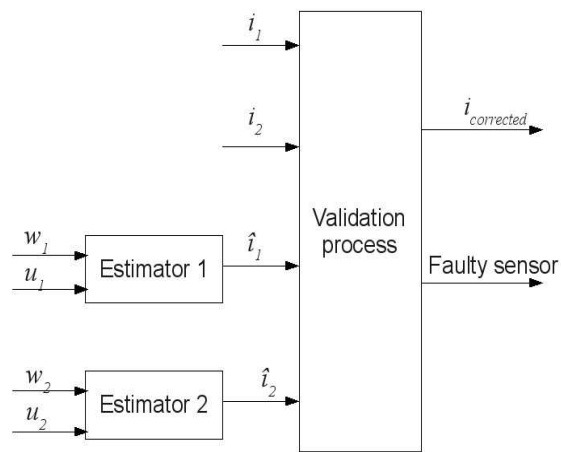 i_1
i_2
i_corrected
Validation
process
w_1
u_1
Estimator 1
î_1
Faulty sensor
w_2
u_2
Estimator 2
î_2